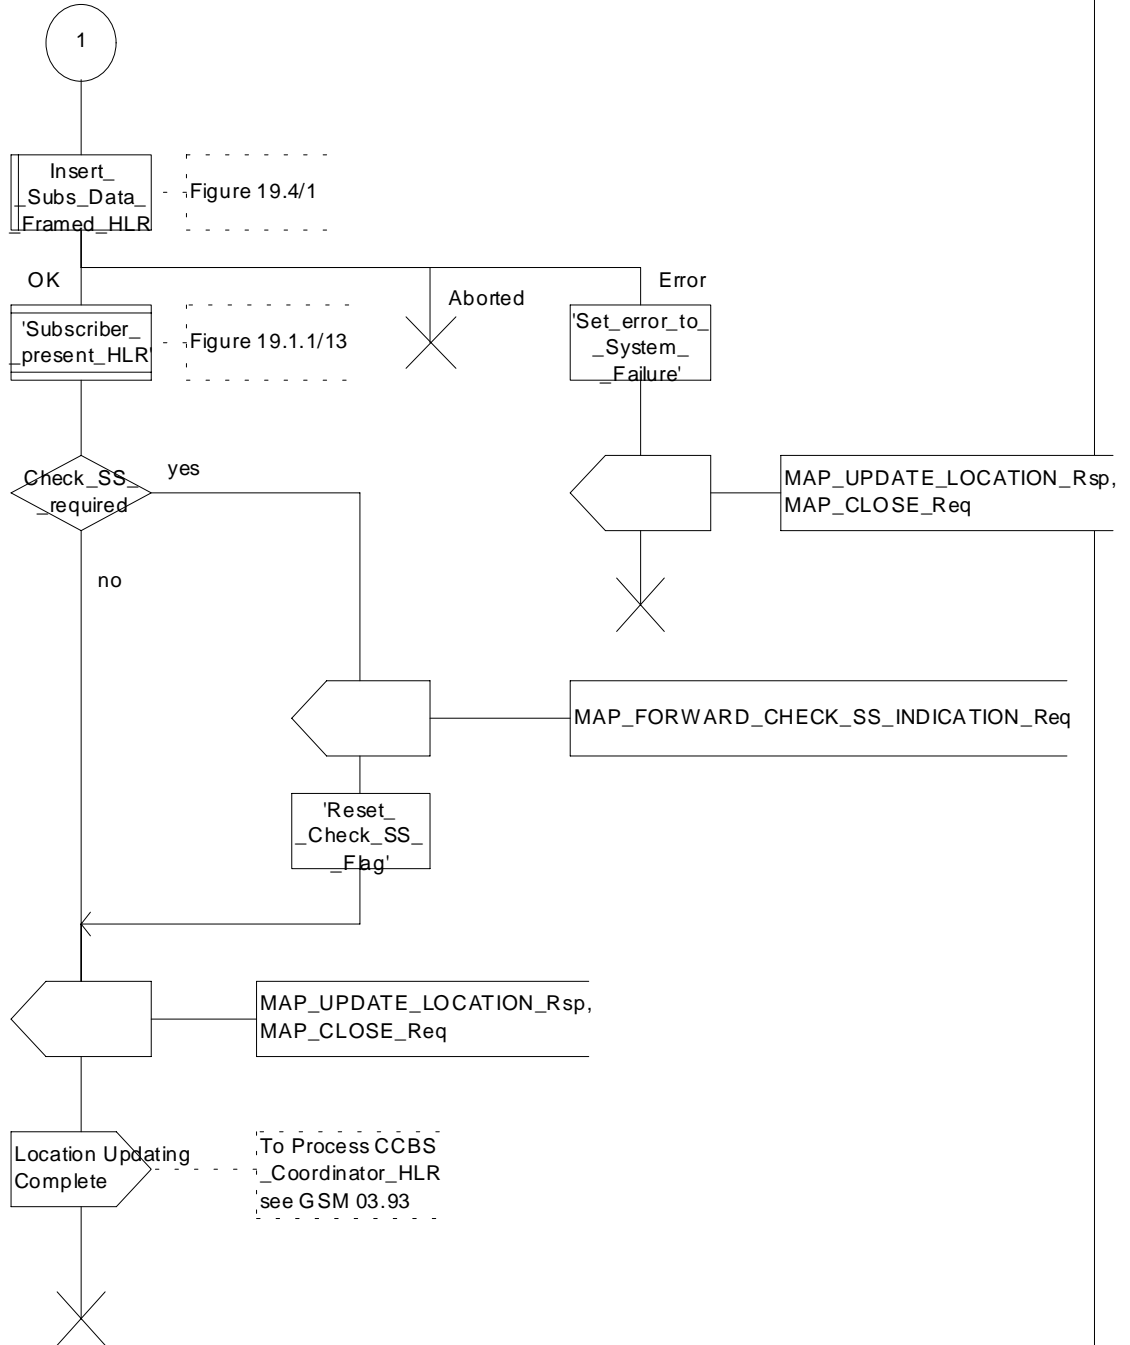 1
Insert_
_Subs_Data_
_Framed_HLR
Figure 19.4/1
OK
Aborted
Error
'Subscriber_
_present_HLR'
Figure 19.1.1/13
'Set_error_to_
_System_
_Failure'
Check_SS_
_required
yes
no
MAP_UPDATE_LOCATION_Rsp,
MAP_CLOSE_Req
MAP_FORWARD_CHECK_SS_INDICATION_Req
'Reset_
_Check_SS_
_Flag'
MAP_UPDATE_LOCATION_Rsp,
MAP_CLOSE_Req
Location Updating
Complete
To Process CCBS
_Coordinator_HLR
see GSM 03.93